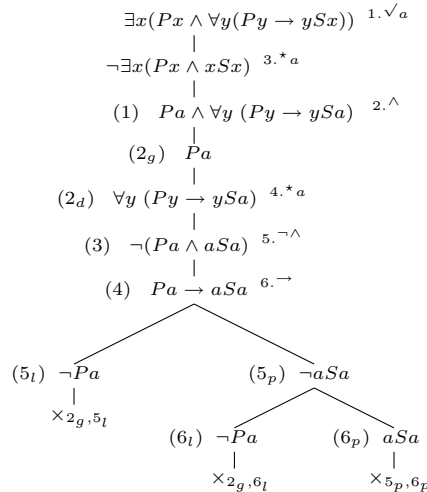 ∃x(Px ∧ ∀y(Py → ySx)) 1.√a
¬∃x(Px ∧ xSx) 3.⋆a
(1) Pa ∧ ∀y (Py → ySa) 2.∧
(2g) Pa
(2d) ∀y (Py → ySa) 4.⋆a
(3) ¬(Pa ∧ aSa) 5.¬∧
(4) Pa → aSa 6.→
(5l) ¬Pa (5p) ¬aSa
×2g,5l
(6l) ¬Pa (6p) aSa
×2g,6l ×5p,6p